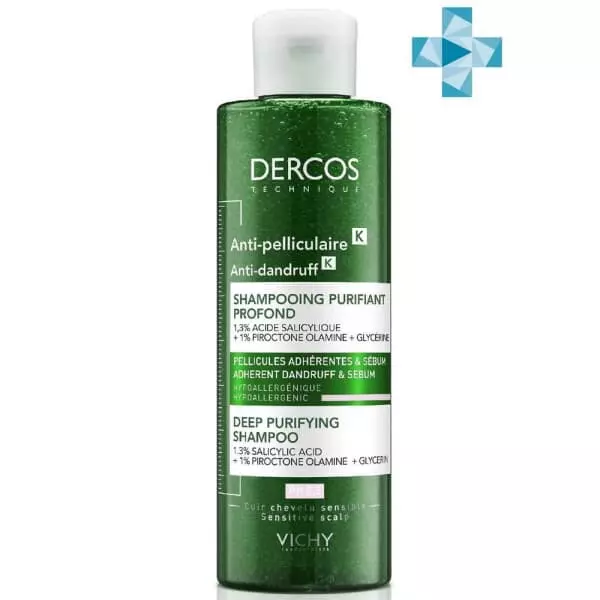 DERCOS
TECHNIQUE
Anti-pelliculaire K
Anti-dandruff K
SHAMPOOING PURIFIANT
PROFOND
1,3% ACIDE SALICYLIQUE
+ 1% PIROCTONE OLAMINE + GLYCERINE
PELLICULES ADHÉRENTES & SÉBUM
ADHERENT DANDRUFF & SEBUM
HYPOALLERGÉNIQUE
HYPOALLERGENIC
DEEP PURIFYING
SHAMPOO
1.3% SALICYLIC ACID
+ 1% PIROCTONE OLAMINE + GLYCERIN
Cuir chevelu sensible
Sensitive scalp
VICHY
LABORATOIRES